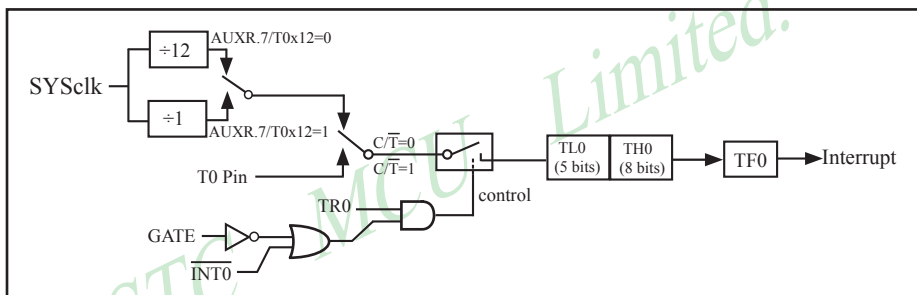 ÷12
AUXR.7/T0x12=0
SYSclk
÷1
AUXR.7/T0x12=1
C/T̅=0
C/T̅=1
T0 Pin
TL0
(5 bits)
TH0
(8 bits)
TF0
Interrupt
control
TR0
GATE
I̅N̅T̅0̅
STC MCU Limited.